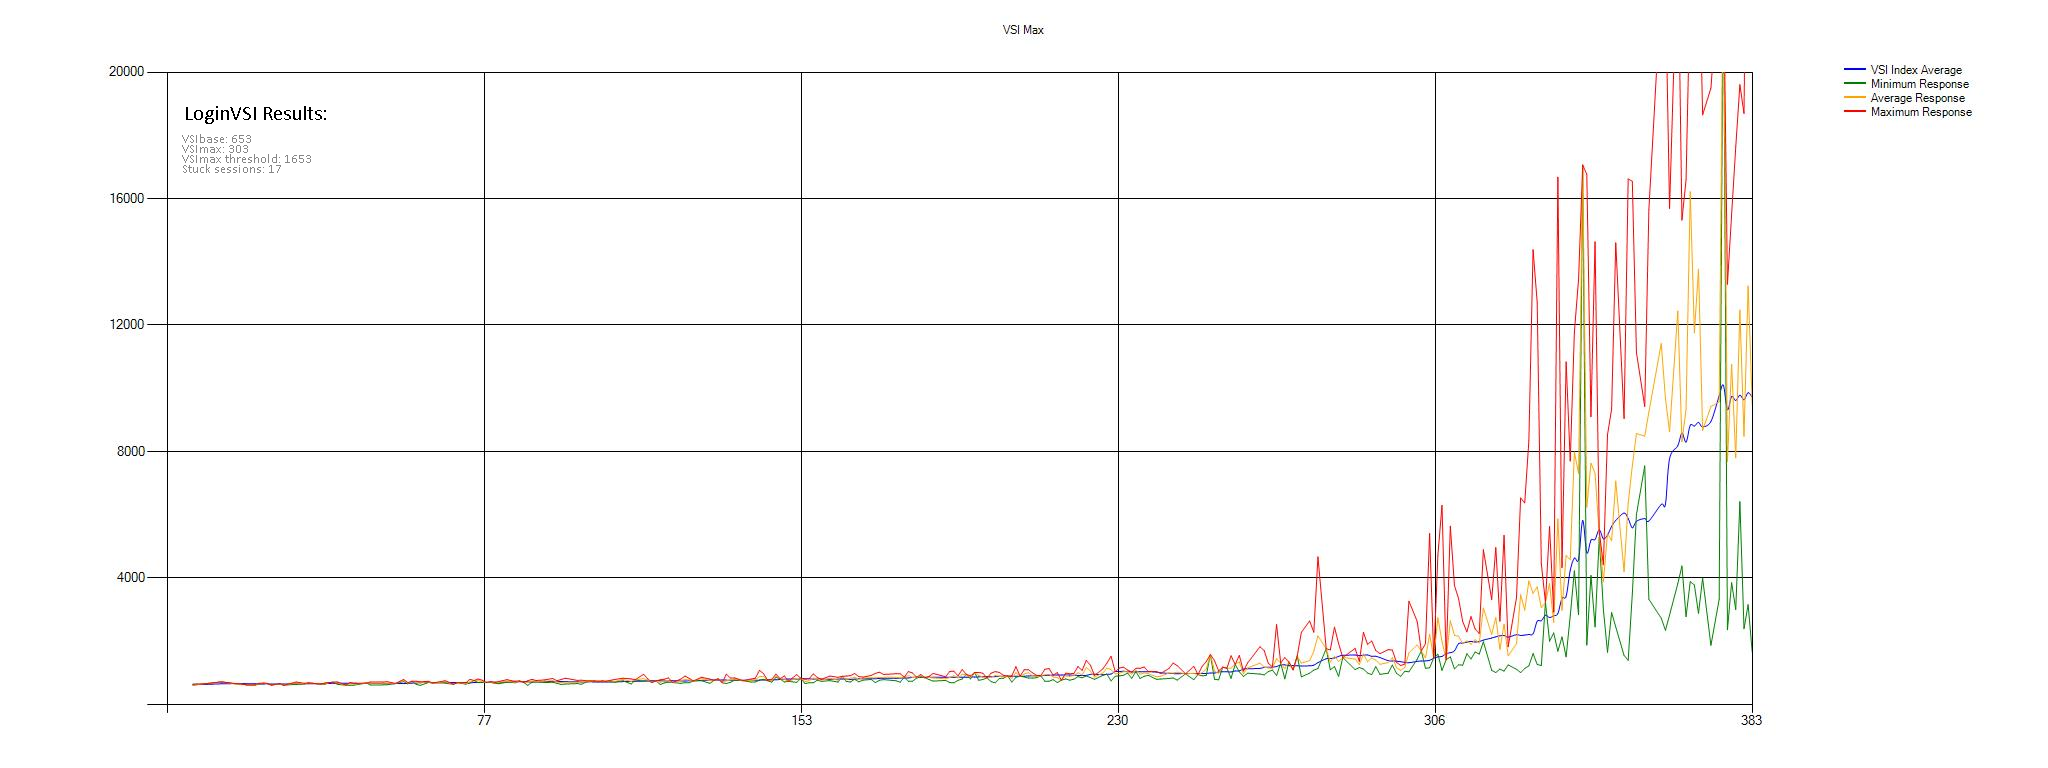 VSI Max
20000
16000
12000
8000
4000
LoginVSI Results:
VSIbase: 653
VSImax: 303
VSImax threshold: 1653
Stuck sessions: 17
VSI Index Average
Minimum Response
Average Response
Maximum Response
77
153
230
306
383